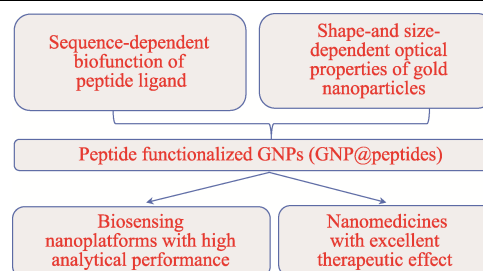 Sequence-dependent
biofunction of
peptide ligand
Shape-and size-
dependent optical
properties of gold
nanoparticles
Peptide functionalized GNPs (GNP@peptides)
Biosensing
nanoplatforms with high
analytical performance
Nanomedicines
with excellent
therapeutic effect